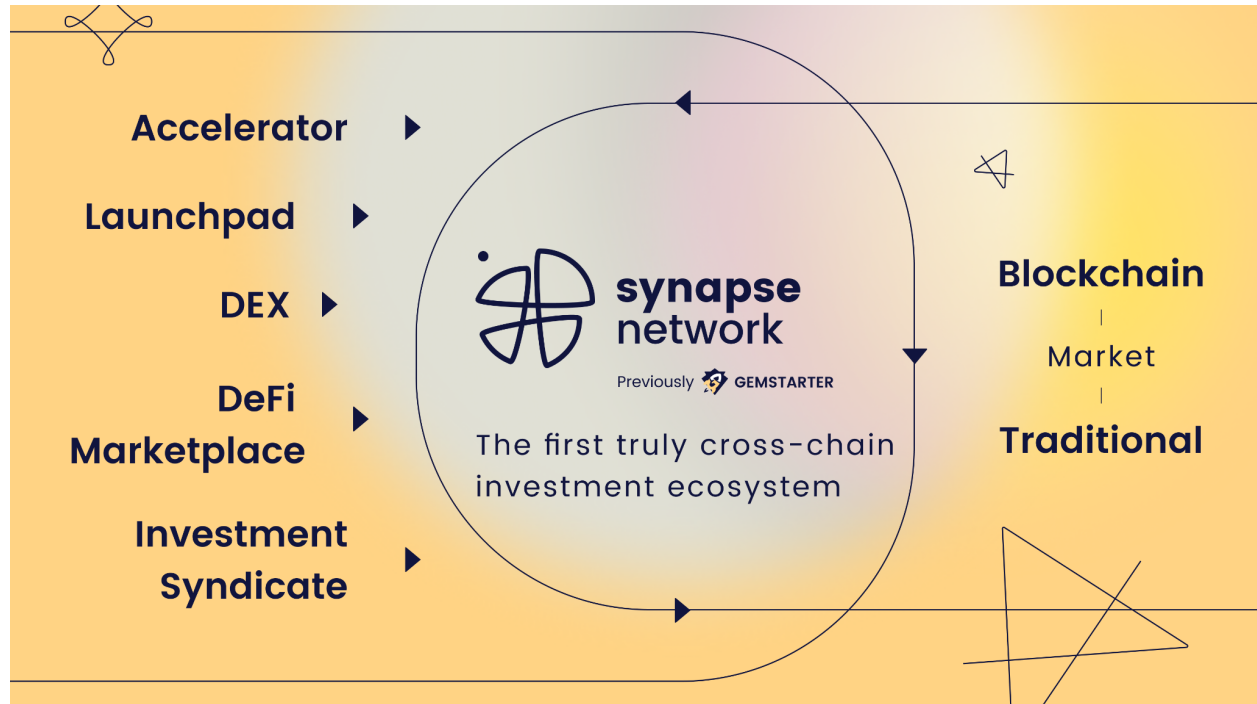 Accelerator
Launchpad
DEX
DeFi
Marketplace
Investment
Syndicate
synapse
network
Previously GEMSTARTER
The first truly cross-chain
investment ecosystem
Blockchain
Market
Traditional